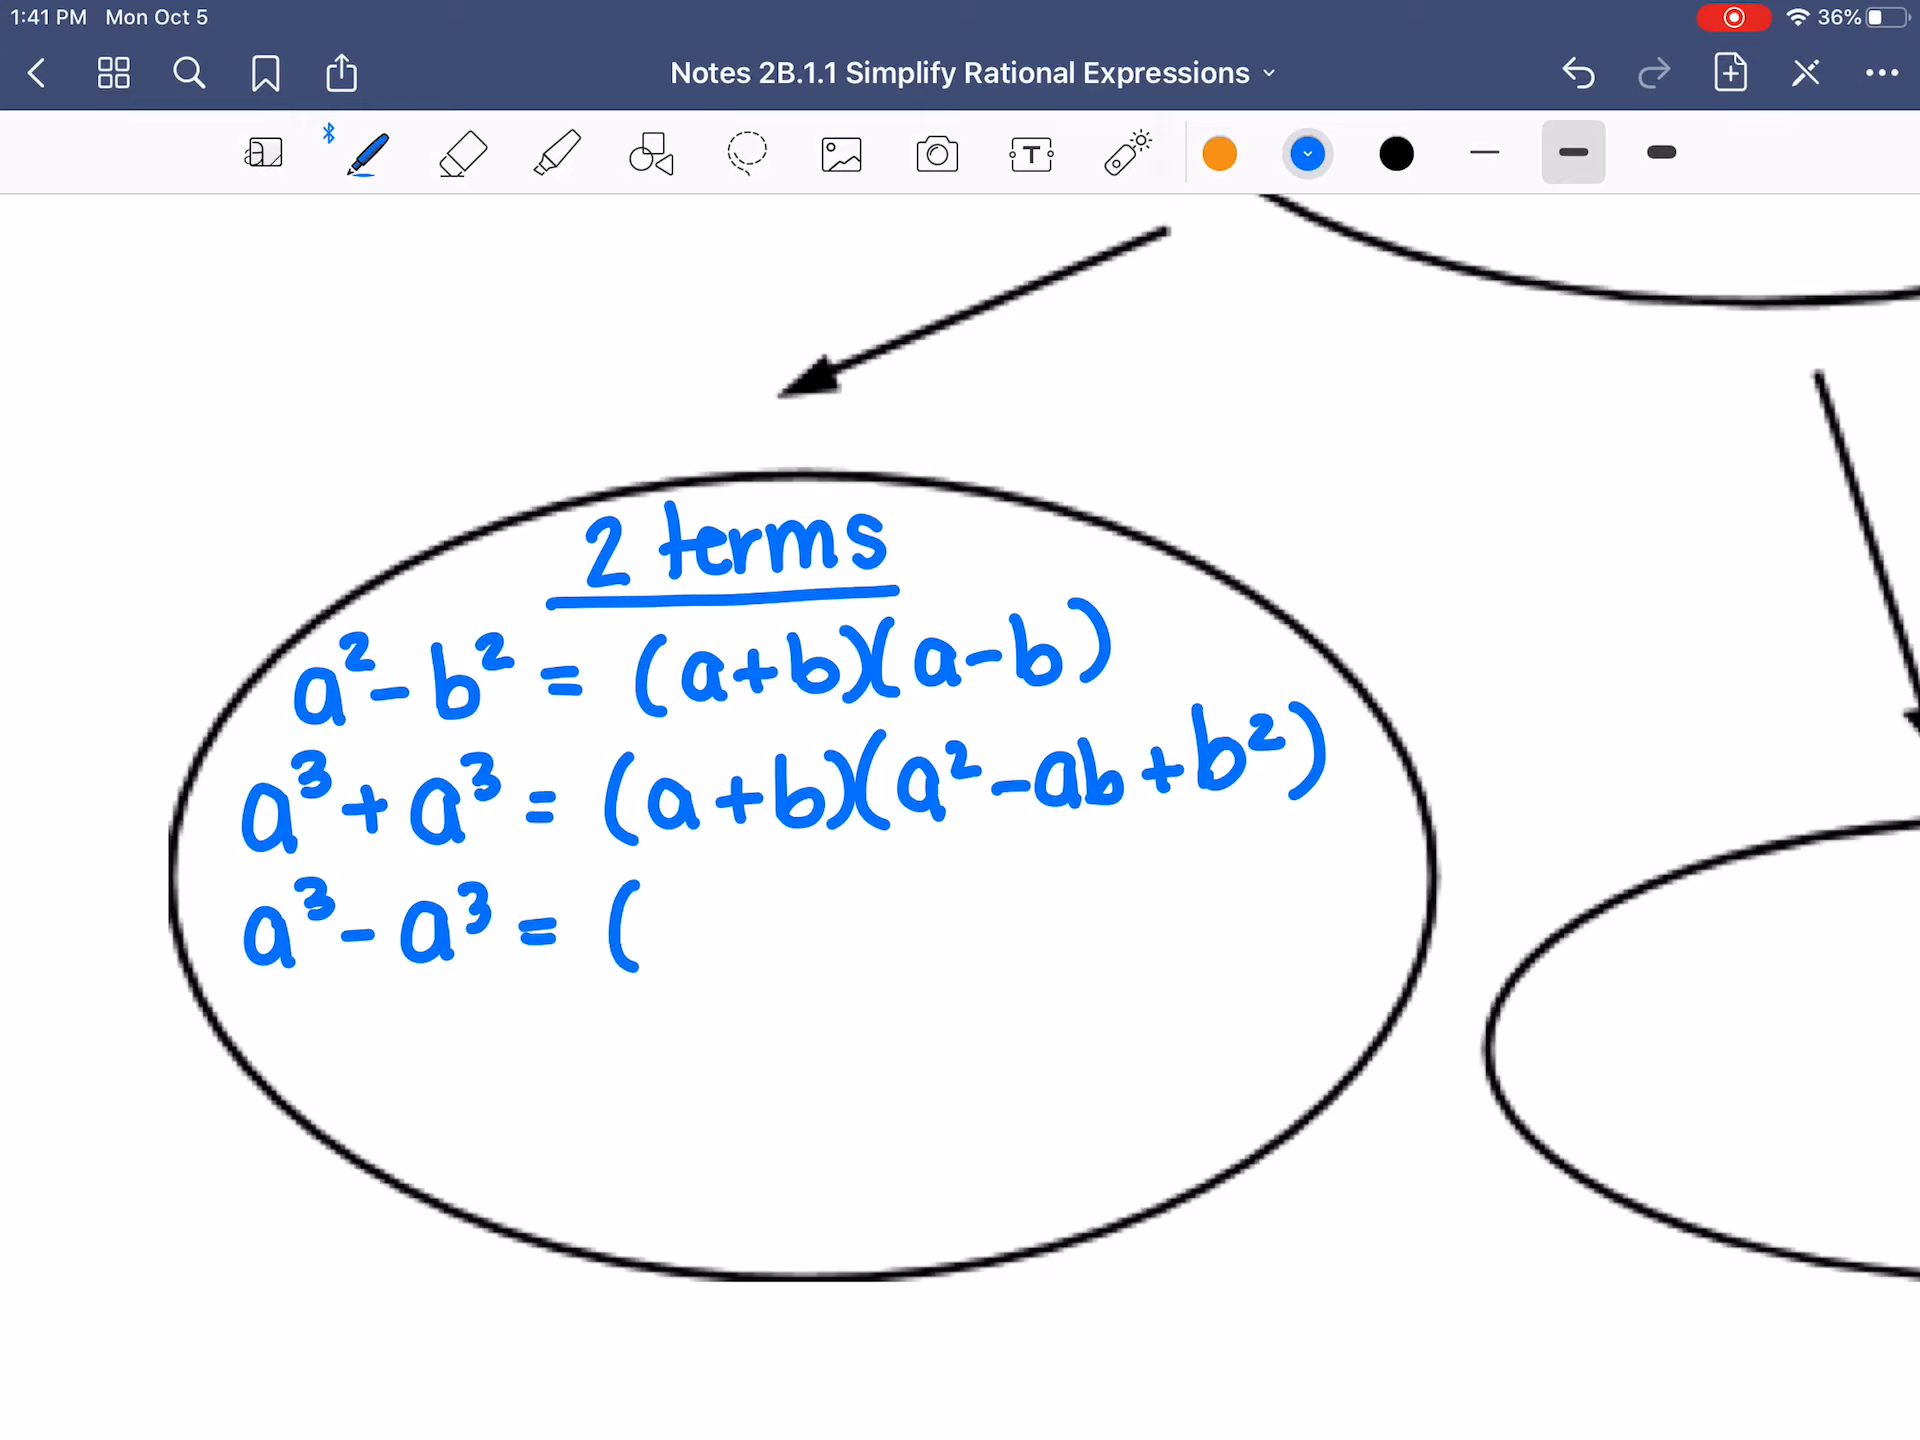 1:41 PM Mon Oct 5
36%
Notes 2B.1.1 Simplify Rational Expressions
a
T
2 terms
a² - b² = (a+b)(a-b)
a³ + a³ = (a+b)(a² - ab + b²)
a³ - a³ = (